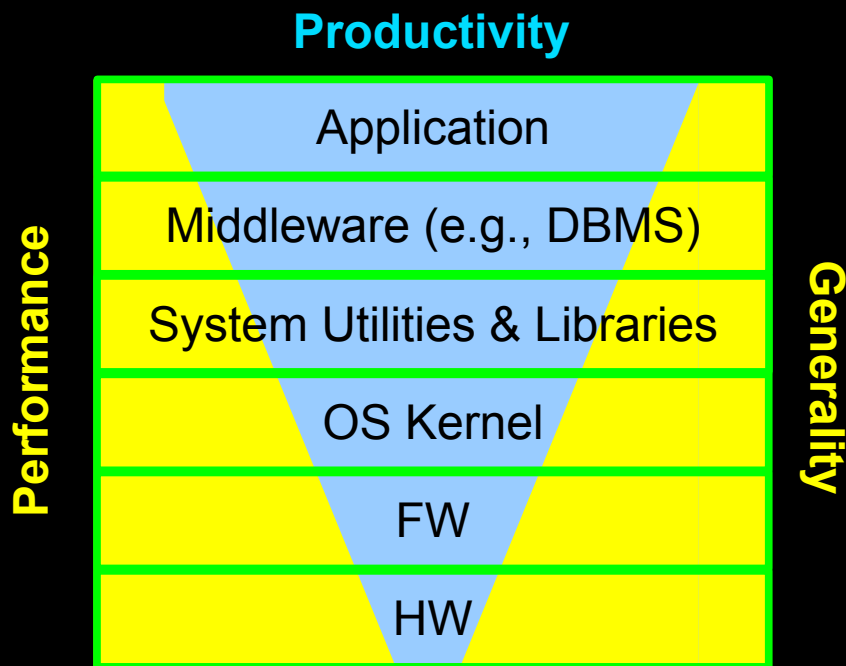 Productivity
Performance
Application
Middleware (e.g., DBMS)
System Utilities & Libraries
OS Kernel
FW
HW
Generality